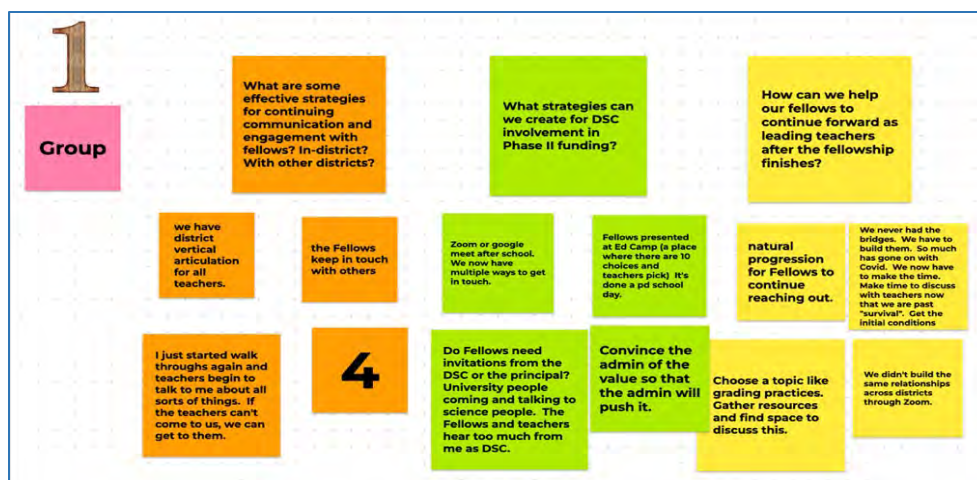 1
Group
What are some
effective strategies
for continuing
communication and
engagement with
fellows? In-district?
With other districts?
What strategies can
we create for DSC
involvement in
Phase II funding?
How can we help
our fellows to
continue forward as
leading teachers
after the fellowship
finishes?
we have
district
vertical
articulation
for all
teachers.
the Fellows
keep in touch
with others
Zoom or google
meet after school.
We now have
multiple ways to get
in touch.
Fellows presented
at Ed Camp (a place
where there are 10
choices and
teachers pick) It's
done a pd school
day.
natural
progression
for Fellows to
continue
reaching out.
We never had the
bridges. We have to
build them. So much
has gone on with
Covid. We now have
to make the time.
Make time to discuss
with teachers now
that we are past
"survival". Get the
initial conditions
I just started walk
throughs again and
teachers begin to
talk to me about all
sorts of things. If
the teachers can't
come to us, we can
get to them.
4
Do Fellows need
invitations from the
DSC or the principal?
University people
coming and talking to
science people. The
Fellows and teachers
hear too much from
me as DSC.
Convince the
admin of the
value so that
the admin will
push it.
Choose a topic like
grading practices.
Gather resources
and find space to
discuss this.
We didn't build the
same relationships
across districts
through Zoom.